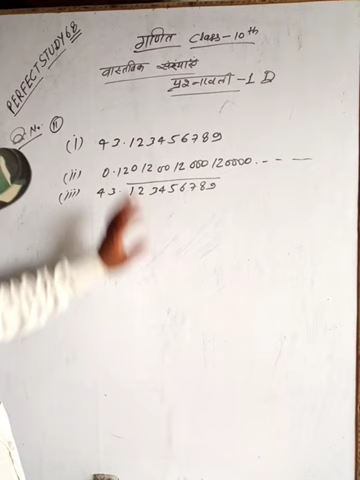 PERFECT STUDY 68
गणित Class-10th
वास्तविक संख्याएं
प्रश्नावली-1 D
Q. No. 11
(i) 43.123456789
(ii) 0.120120012000120000.----
(iii) 43.123456789